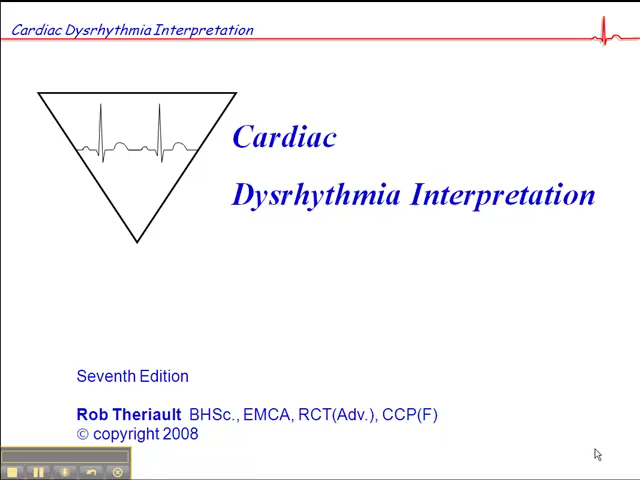 Cardiac Dysrhythmia Interpretation
Cardiac
Dysrhythmia Interpretation
Seventh Edition
Rob Theriault BHSc., EMCA, RCT(Adv.), CCP(F)
© copyright 2008